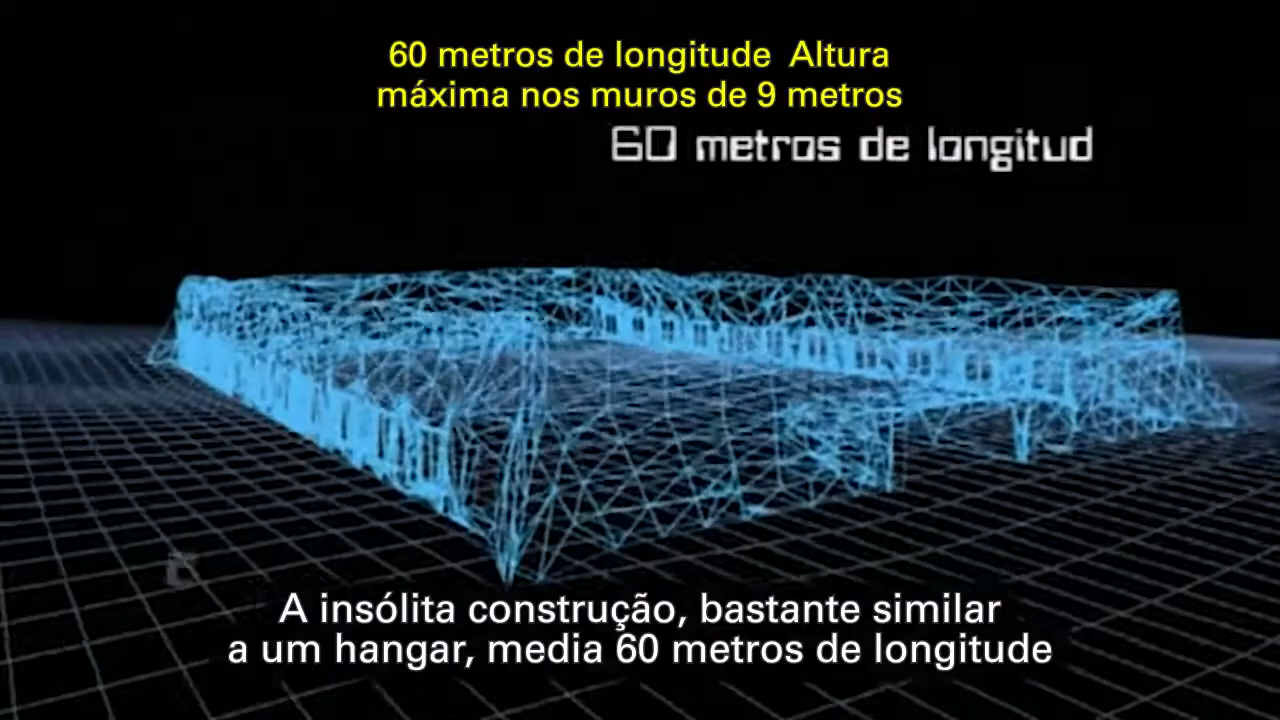 60 metros de longitude Altura
máxima nos muros de 9 metros
60 metros de longitud
A insólita construção, bastante similar
a um hangar, media 60 metros de longitude